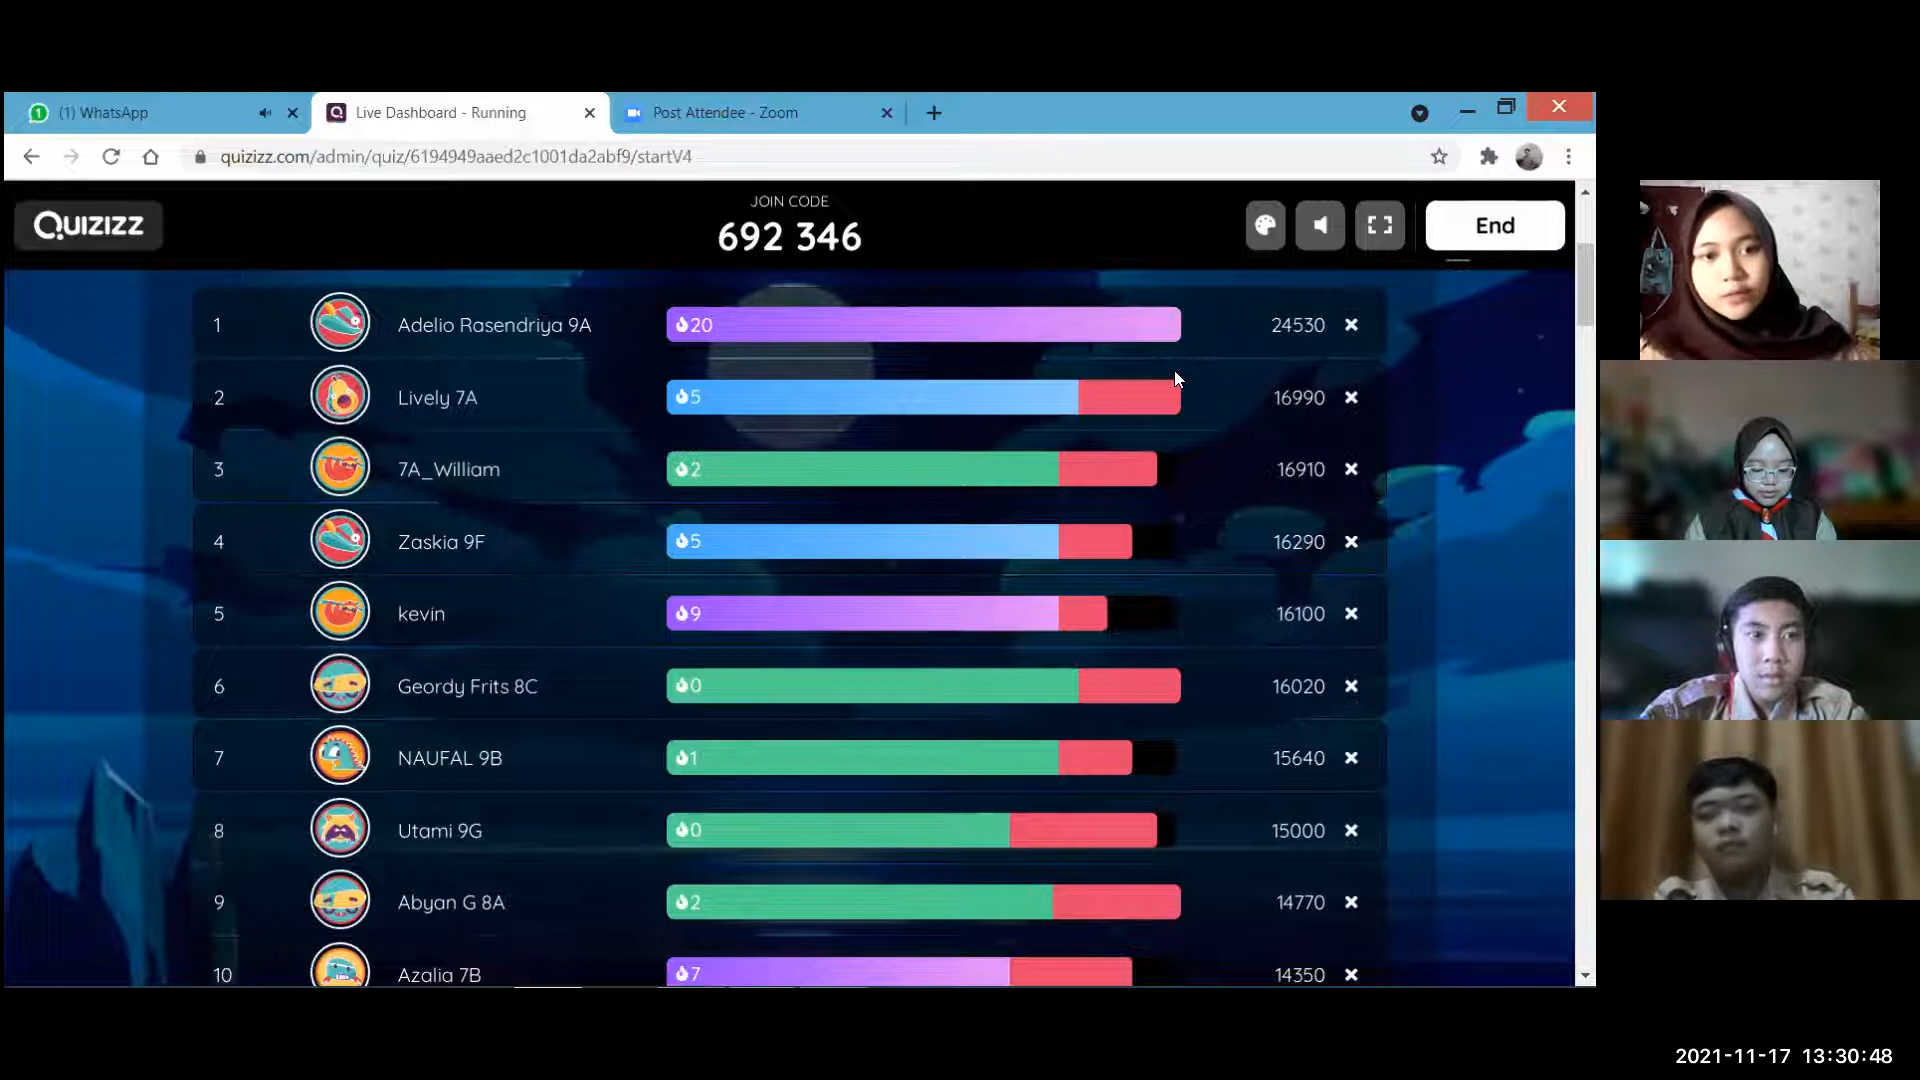 (1) WhatsApp
Live Dashboard - Running
Post Attendee - Zoom
quizizz.com/admin/quiz/6194949aaed2c1001da2abf9/startV4
Quizizz
JOIN CODE
692 346
End
1 Adelio Rasendriya 9A 20 24530
2 Lively 7A 5 16990
3 7A_William 2 16910
4 Zaskia 9F 5 16290
5 kevin 9 16100
6 Geordy Frits 8C 0 16020
7 NAUFAL 9B 1 15640
8 Utami 9G 0 15000
9 Abyan G 8A 2 14770
10 Azalia 7B 7 14350
2021-11-17 13:30:48